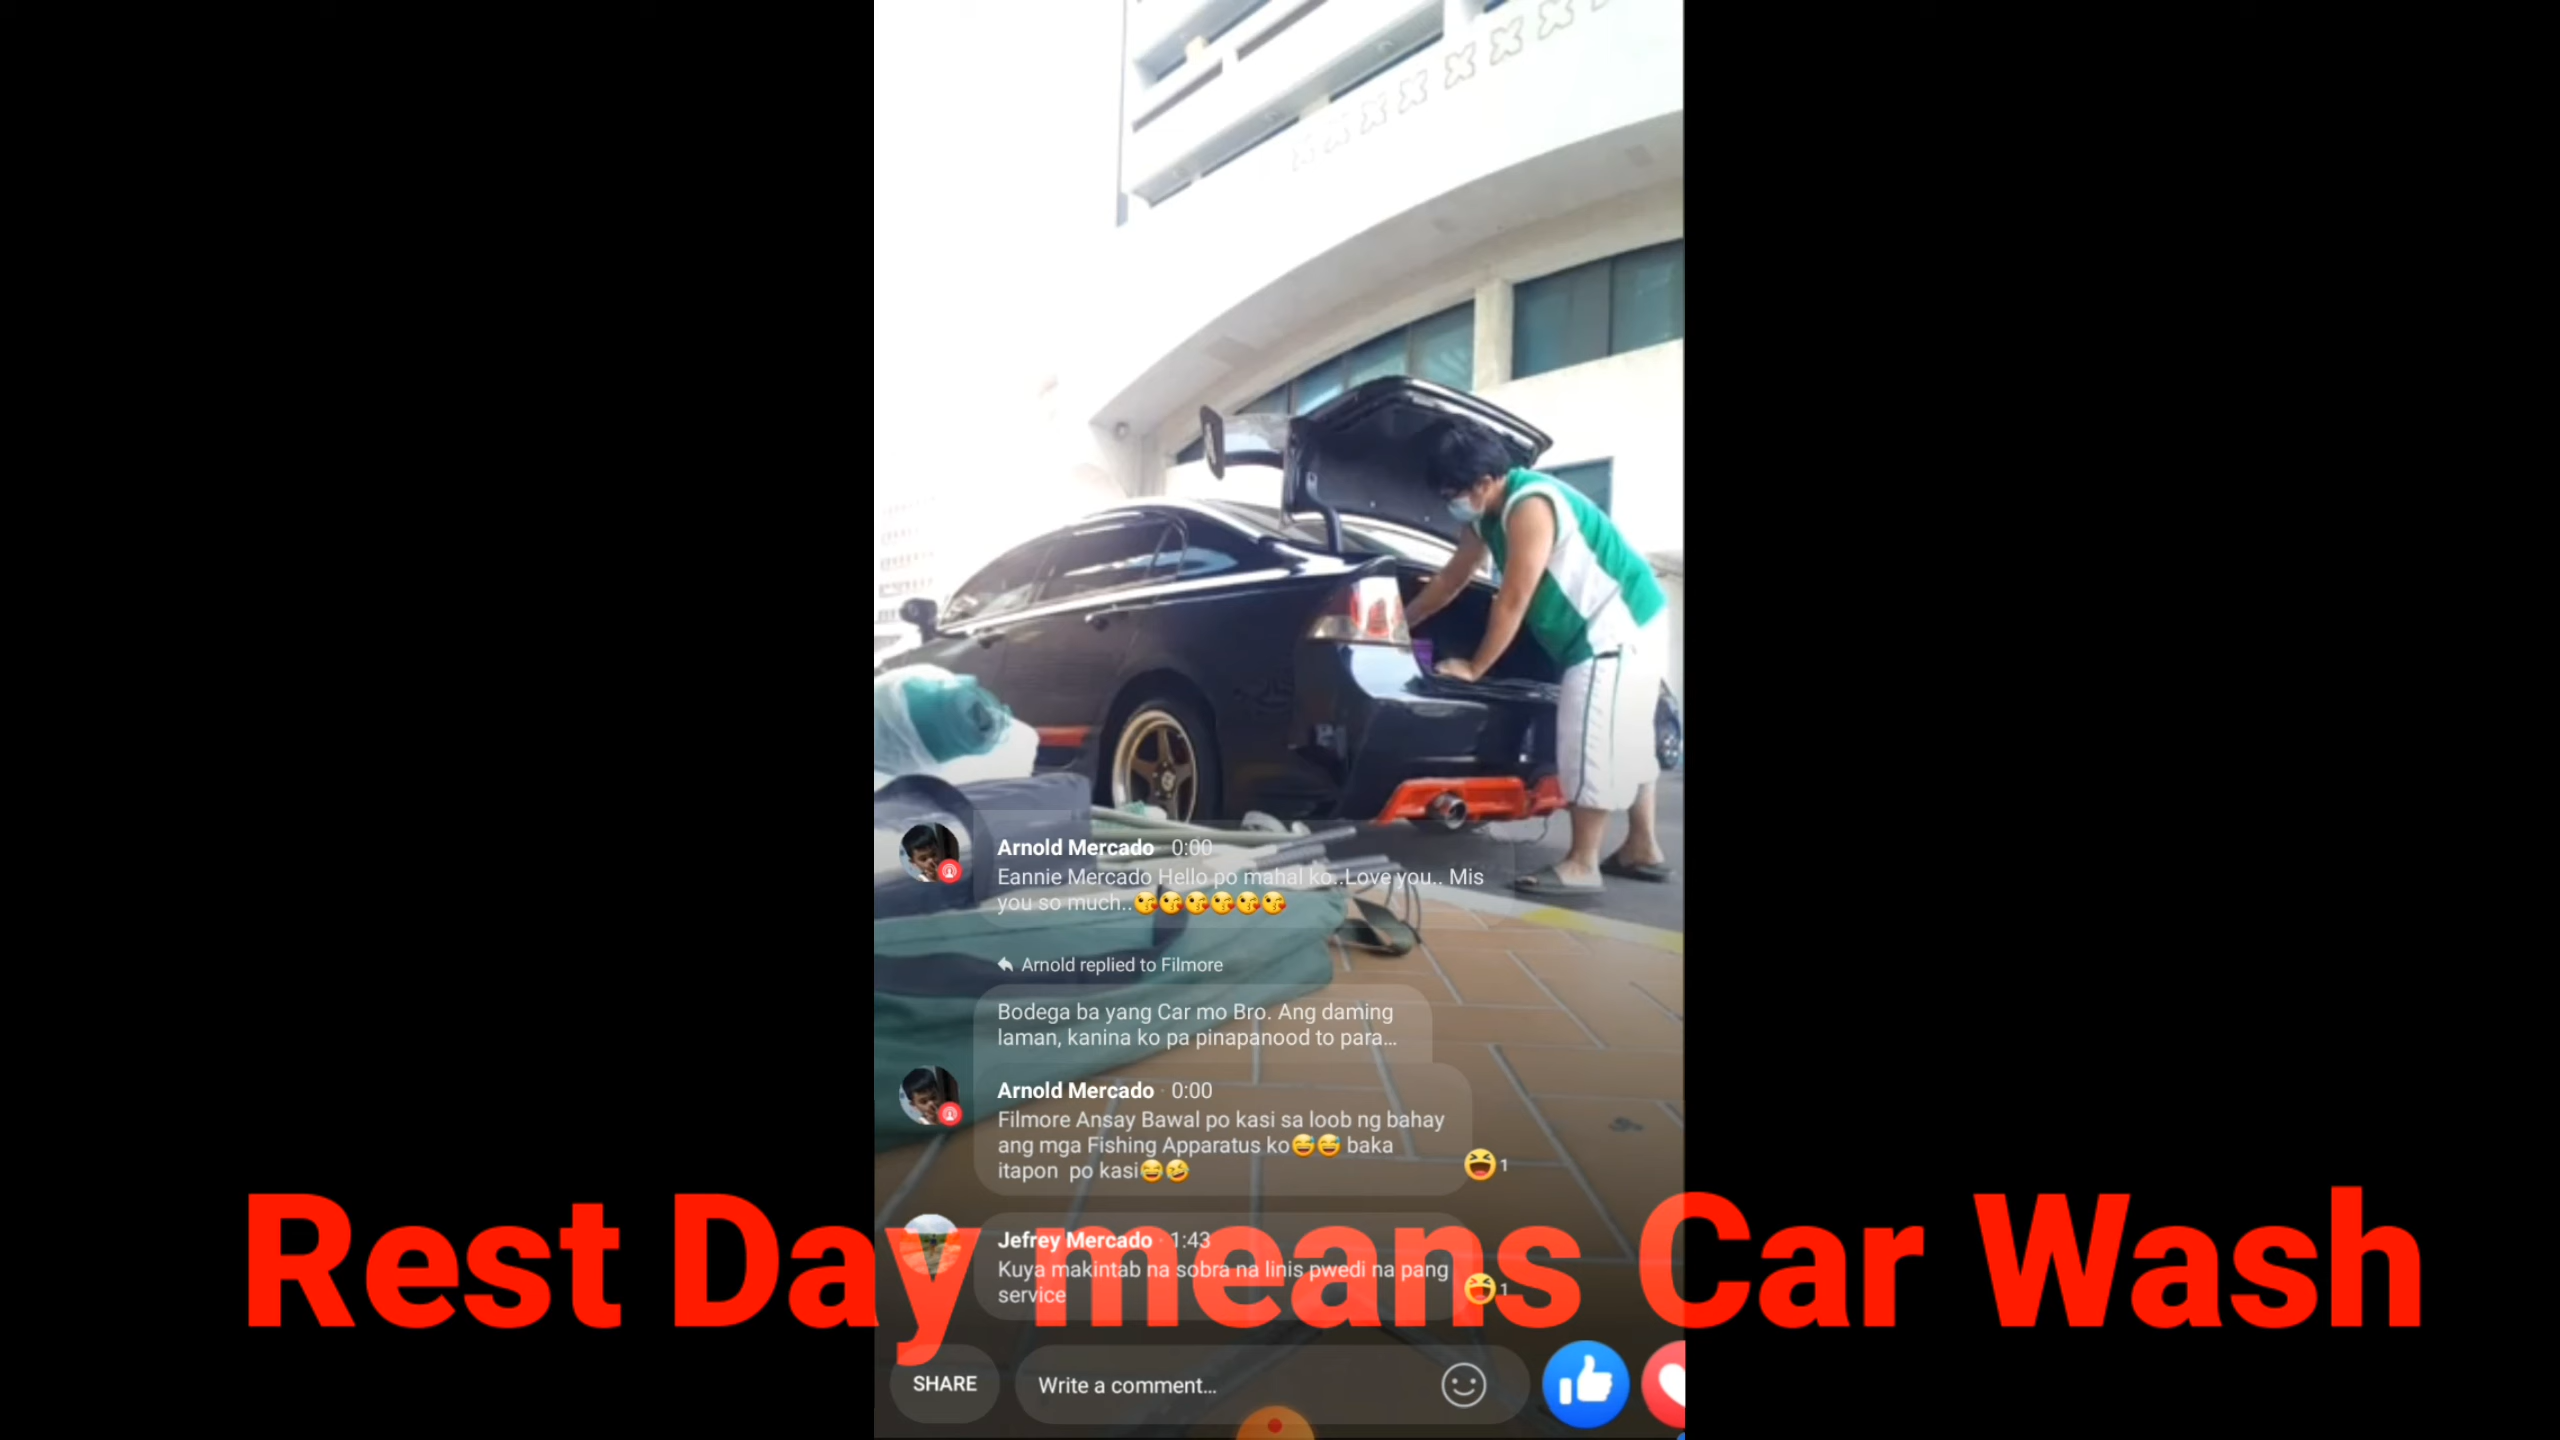 Arnold Mercado · 0:00
Eannie Mercado Hello po mahal ko..Love you.. Mis
you so much..😘😘😘😘😘😘
Arnold replied to Filmore
Bodega ba yang Car mo Bro. Ang daming
laman, kanina ko pa pinapanood to para...
Arnold Mercado · 0:00
Filmore Ansay Bawal po kasi sa loob ng bahay
ang mga Fishing Apparatus ko😅😅 baka
itapon po kasi😅🤣
1
Jefrey Mercado · 1:43
Kuya makintab na sobra na linis pwedi na pang
service
1
Rest Day means Car Wash
SHARE
Write a comment...